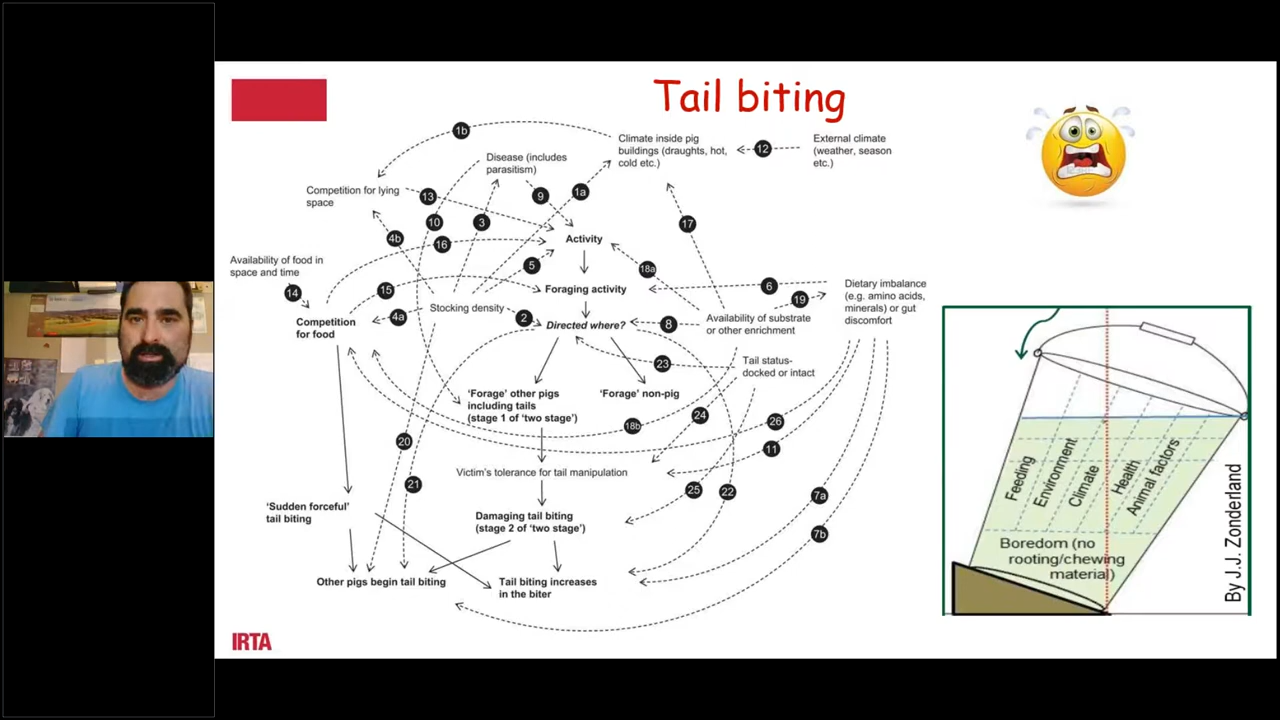 Tail biting
1b
Climate inside pig
buildings (draughts, hot,
cold etc.)
12
External climate
(weather, season
etc.)
Disease (includes
parasitism)
Competition for lying
space
13
9
1a
10
3
17
4b
16
Activity
Availability of food in
space and time
5
18a
14
15
Foraging activity
6
19
Dietary imbalance
(e.g. amino acids,
minerals) or gut
discomfort
Stocking density
Competition
for food
4a
2
Directed where?
8
Availability of substrate
or other enrichment
23
Tail status-
docked or intact
'Forage' other pigs
including tails
(stage 1 of 'two stage')
'Forage' non-pig
24
18b
26
20
11
Victim's tolerance for tail manipulation
21
25
22
7a
'Sudden forceful'
tail biting
Damaging tail biting
(stage 2 of 'two stage')
7b
Other pigs begin tail biting
Tail biting increases
in the biter
Feeding
Environment
Climate
Health
Animal factors
Boredom (no
rooting/chewing
material)
By J.J. Zonderland
IRTA